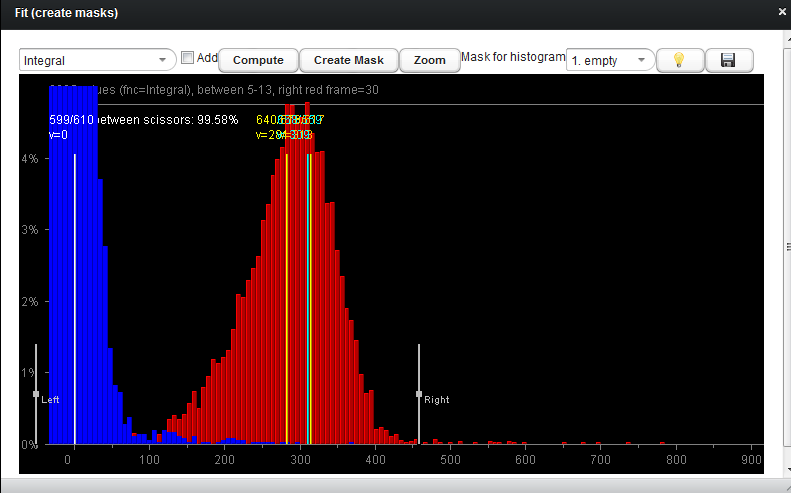 Fit (create masks)
Integral Add Compute Create Mask Zoom Mask for histogram 1. empty
(fnc=Integral), between 5-13, right red frame=30
599/610 between scissors: 99.58% 640/
v=0
4%
3%
2%
1%
Left Right
0%
0 100 200 300 400 500 600 700 800 900